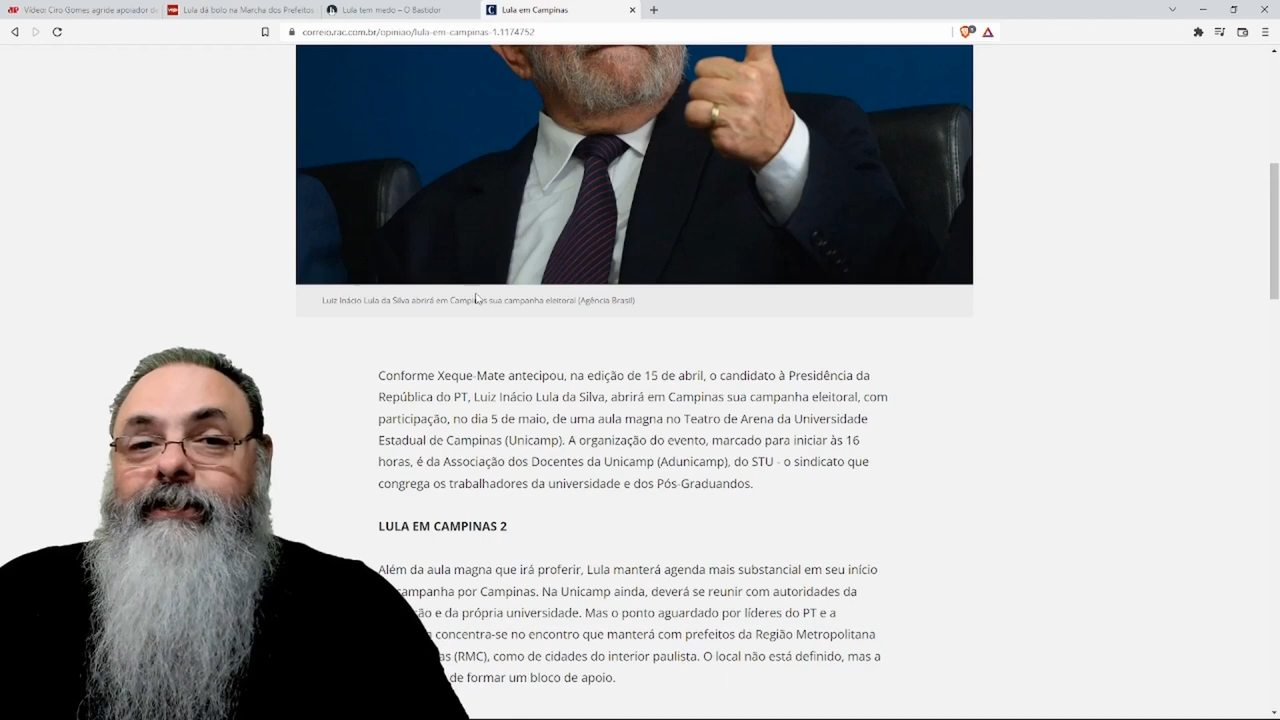 Vídeo: Ciro Gomes agride apoiador d
Lula dá bolo na Marcha dos Prefeitos
Lula tem medo – O Bastidor
Lula em Campinas
correio.rac.com.br/opiniao/lula-em-campinas-1.1174752
Luiz Inácio Lula da Silva abrirá em Campinas sua campanha eleitoral (Agência Brasil)
Conforme Xeque-Mate antecipou, na edição de 15 de abril, o candidato à Presidência da
República do PT, Luiz Inácio Lula da Silva, abrirá em Campinas sua campanha eleitoral, com
participação, no dia 5 de maio, de uma aula magna no Teatro de Arena da Universidade
Estadual de Campinas (Unicamp). A organização do evento, marcado para iniciar às 16
horas, é da Associação dos Docentes da Unicamp (Adunicamp), do STU - o sindicato que
congrega os trabalhadores da universidade e dos Pós-Graduandos.
LULA EM CAMPINAS 2
Além da aula magna que irá proferir, Lula manterá agenda mais substancial em seu início
campanha por Campinas. Na Unicamp ainda, deverá se reunir com autoridades da
ão e da própria universidade. Mas o ponto aguardado por líderes do PT e a
concentra-se no encontro que manterá com prefeitos da Região Metropolitana
as (RMC), como de cidades do interior paulista. O local não está definido, mas a
de formar um bloco de apoio.